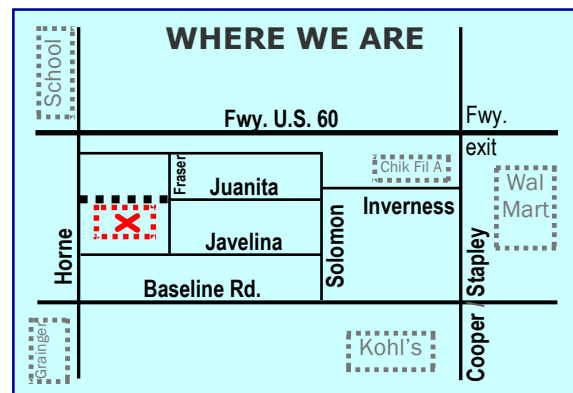 WHERE WE ARE
School
Fwy. U.S. 60
Fwy.
exit
Chik Fil A
Wal
Mart
Fraser
Juanita
Inverness
X
Javelina
Solomon
Horne
Baseline Rd.
Cooper / Stapley
Grainger
Kohl's